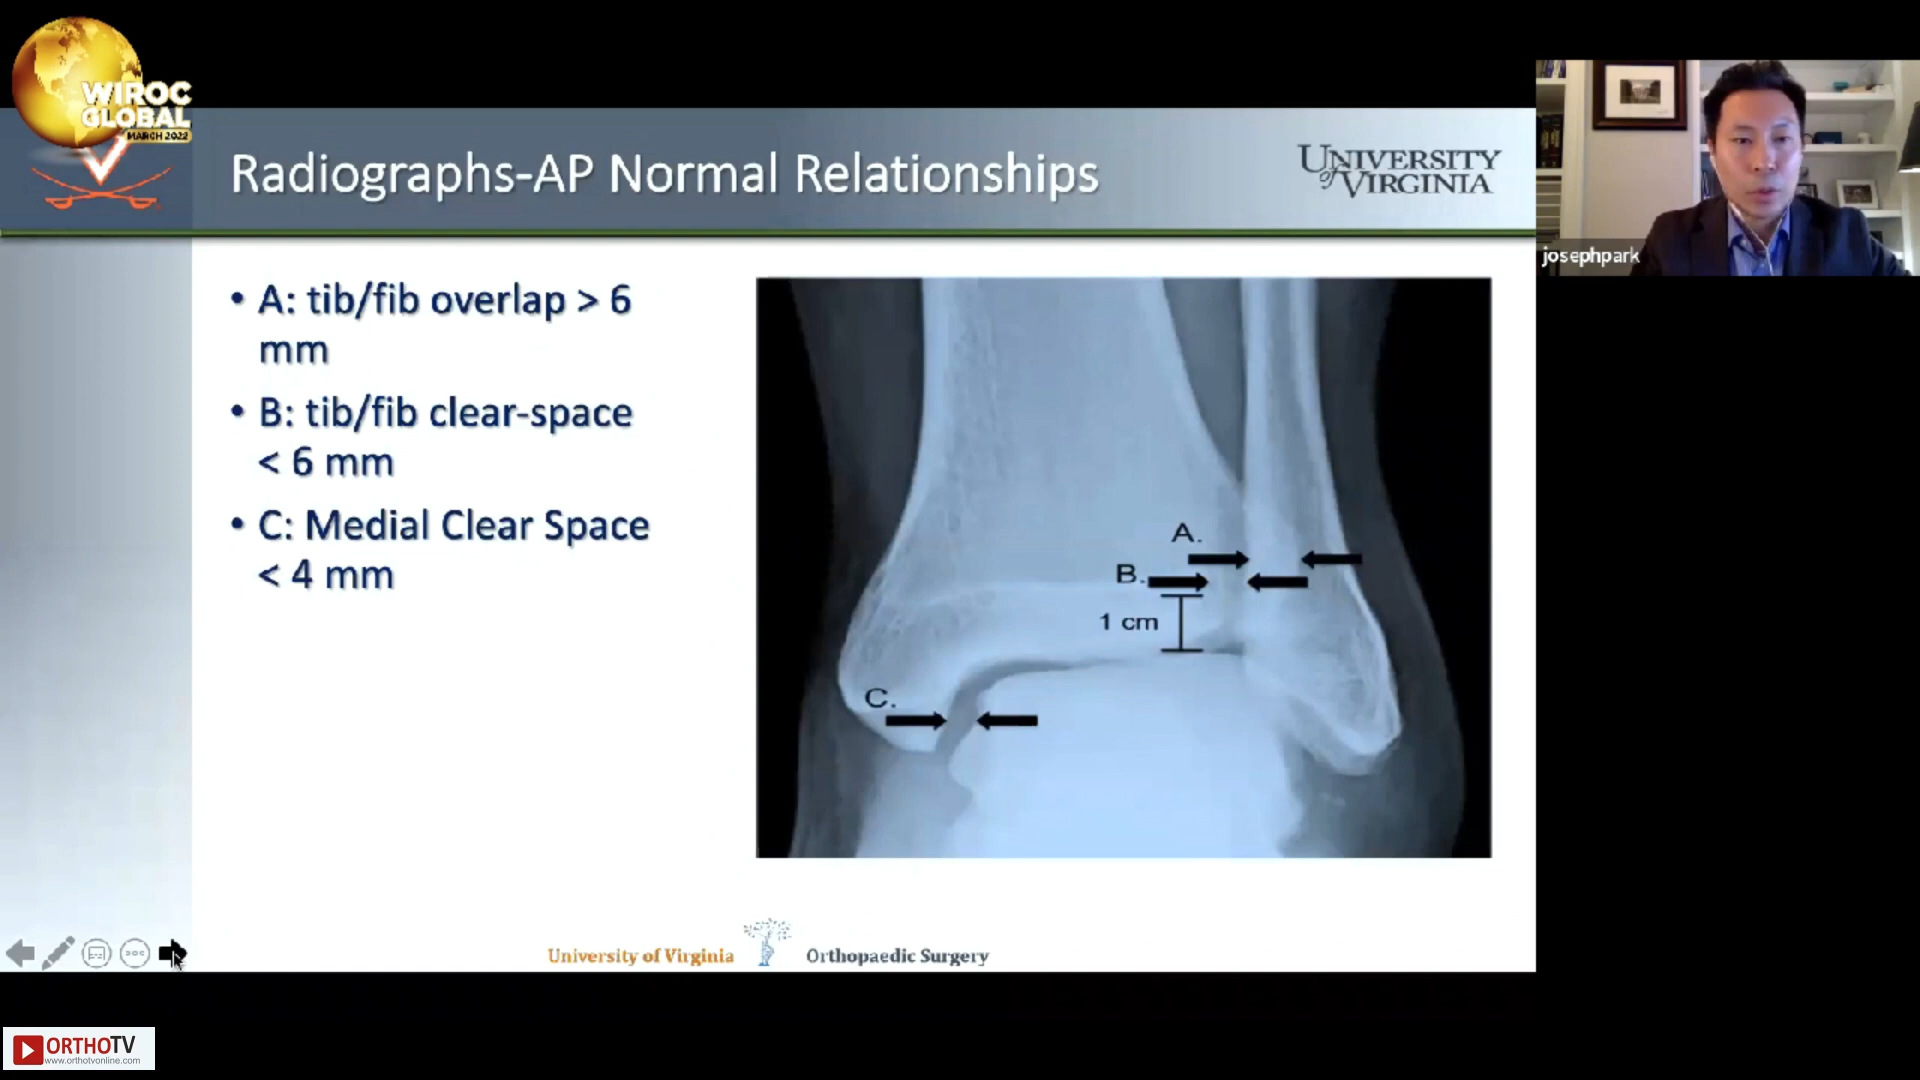 WIROC
GLOBAL
MARCH 2022
Radiographs-AP Normal Relationships
UNIVERSITY
of VIRGINIA
josephpark
• A: tib/fib overlap > 6
mm
• B: tib/fib clear-space
< 6 mm
• C: Medial Clear Space
< 4 mm
A.
B.
1 cm
C.
University of Virginia Orthopaedic Surgery
ORTHOTV
www.orthotvonline.com